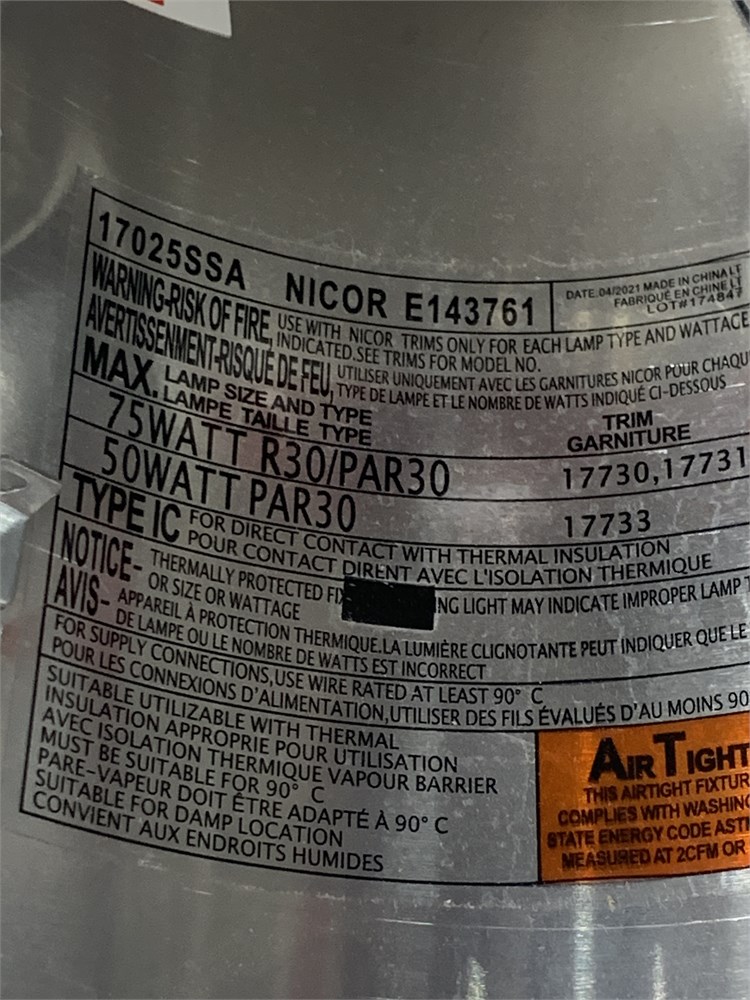 17025SSA NICOR E143761
DATE:04/2021 MADE IN CHINA LT
FABRIQUÉ EN CHINE LT
LOT#174847
WARNING-RISK OF FIRE, USE WITH NICOR TRIMS ONLY FOR EACH LAMP TYPE AND WATTAGE
INDICATED.SEE TRIMS FOR MODEL NO.
AVERTISSENMENT-RISQUE DE FEU, UTILISER UNIQUEMENT AVEC LES GARNITURES NICOR POUR CHAQU
TYPE DE LAMPE ET LE NOMBRE DE WATTS INDIQUÉ CI-DESSOUS
MAX. LAMP SIZE AND TYPE
LAMPE TAILLE TYPE
TRIM
GARNITURE
75WATT R30/PAR30 17730,17731
50WATT PAR30 17733
TYPE IC FOR DIRECT CONTACT WITH THERMAL INSULATION
POUR CONTACT DIRENT AVEC L'ISOLATION THERMIQUE
NOTICE- THERMALLY PROTECTED NG LIGHT MAY INDICATE IMPROPER LAMP
OR SIZE OR WATTAGE
AVIS- APPAREIL À PROTECTION THERMIQUE.LA LUMIÈRE CLIGNOTANTE PEUT INDIQUER QUE LE
DE LAMPE OU LE NOMBRE DE WATTS EST INCORRECT
FOR SUPPLY CONNECTIONS,USE WIRE RATED AT LEAST 90° C
POUR LES CONNEXIONS D'ALIMENTATION,UTILISER DES FILS ÉVALUÉS D'AU MOINS 90
SUITABLE UTILIZABLE WITH THERMAL
INSULATION APPROPRIE POUR UTILISATION
AVEC ISOLATION THERMIQUE VAPOUR BARRIER
MUST BE SUITABLE FOR 90° C
PARE-VAPEUR DOIT ÊTRE ADAPTÉ À 90° C
SUITABLE FOR DAMP LOCATION
CONVIENT AUX ENDROITS HUMIDES
AIR TIGHT
THIS AIRTIGHT FIXTUR
COMPLIES WITH WASHING
STATE ENERGY CODE AST
MEASURED AT 2CFM OR